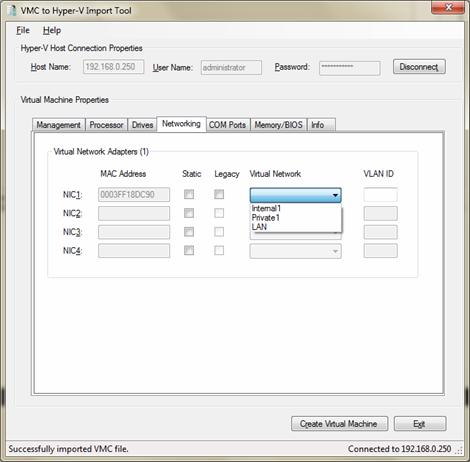 VMC to Hyper-V Import Tool
File Help
Hyper-V Host Connection Properties
Host Name: 192.168.0.250 User Name: administrator Password: *********** Disconnect
Virtual Machine Properties
Management Processor Drives Networking COM Ports Memory/BIOS Info
Virtual Network Adapters (1)
MAC Address Static Legacy Virtual Network VLAN ID
NIC1: 0003FF18DC90
Internal1
NIC2:
Private1
LAN
NIC3:
NIC4:
Create Virtual Machine Exit
Successfully imported VMC file. Connected to 192.168.0.250